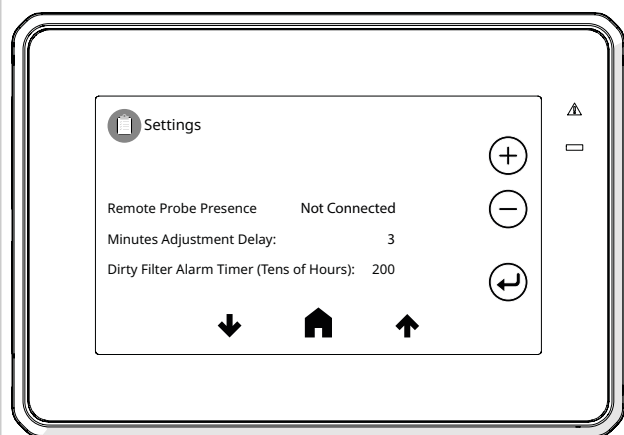 Settings
Remote Probe Presence Not Connected
Minutes Adjustment Delay: 3
Dirty Filter Alarm Timer (Tens of Hours): 200